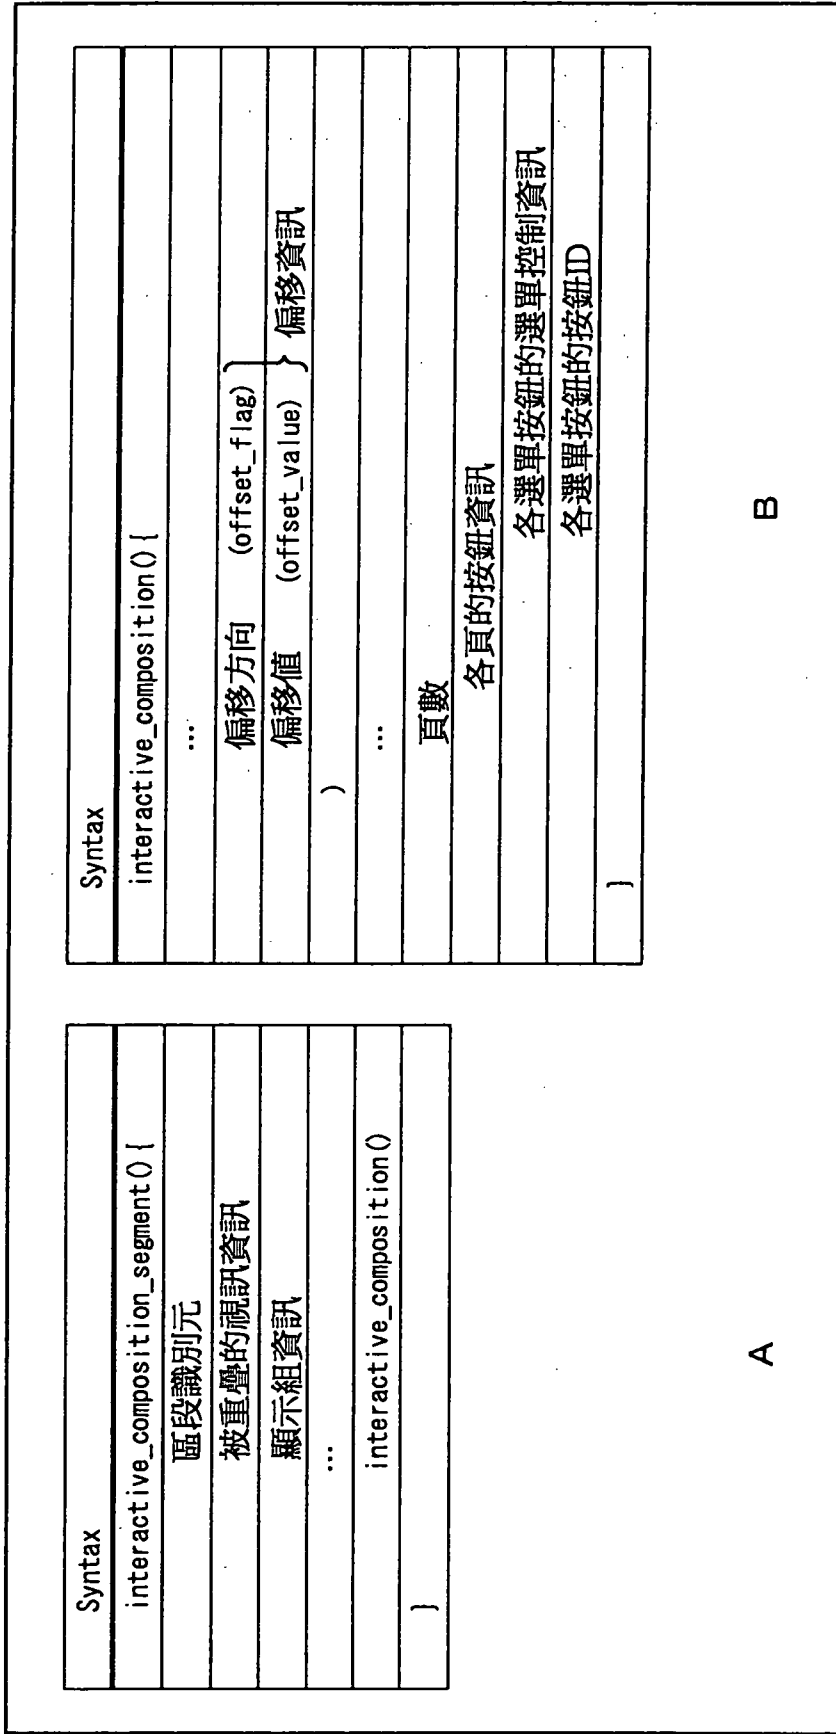 Syntax
interactive_composition_segment(){
區段識別元
被重疊的視訊資訊
顯示組資訊
...
interactive_composition()
}
A
Syntax
interactive_composition(){
...
偏移方向 (offset_flag)
偏移值 (offset_value) } 偏移資訊
)
...
頁數
各頁的按鈕資訊
各選單按鈕的選單控制資訊
各選單按鈕的按鈕ID
}
B